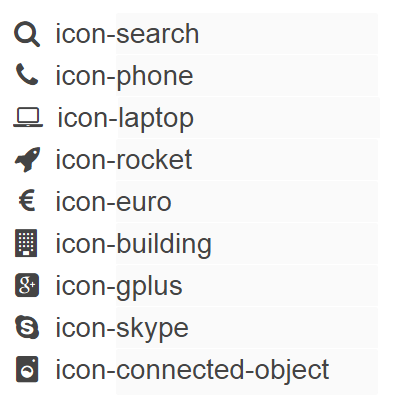 icon-search
icon-phone
icon-laptop
icon-rocket
icon-euro
icon-building
icon-gplus
icon-skype
icon-connected-object